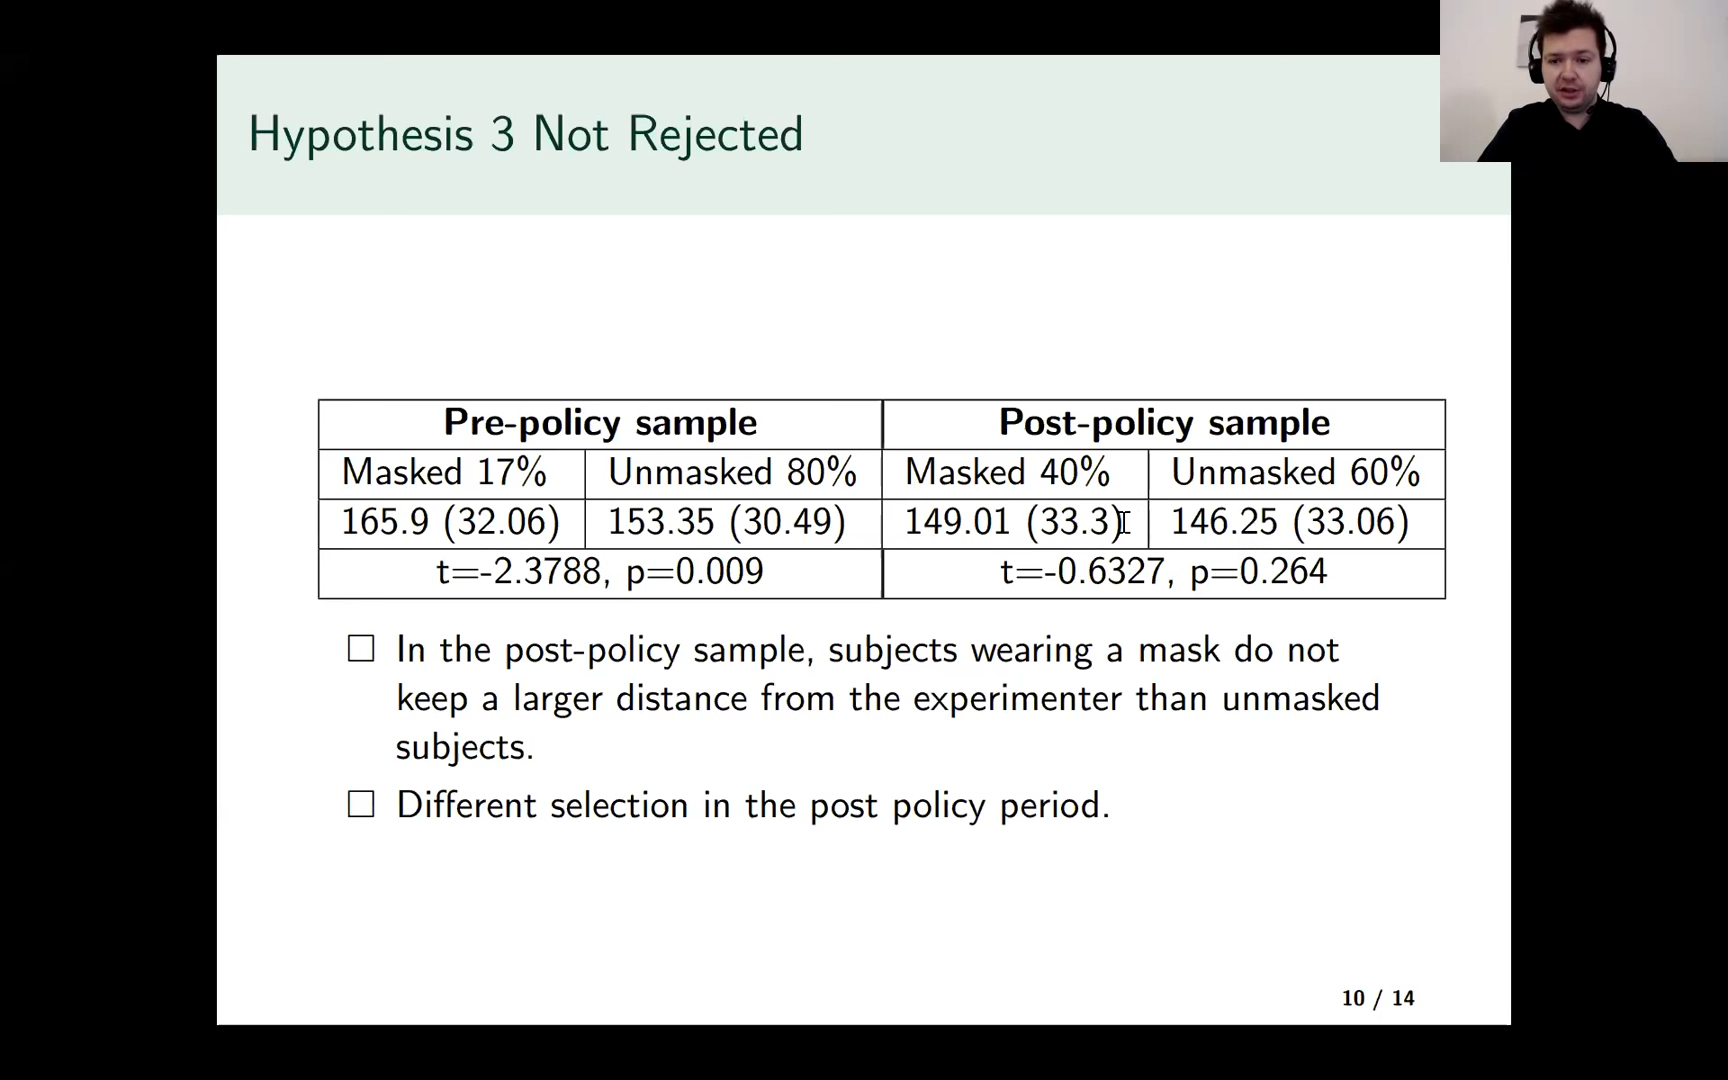 Hypothesis 3 Not Rejected
Pre-policy sample Post-policy sample
Masked 17% Unmasked 80% Masked 40% Unmasked 60%
165.9 (32.06) 153.35 (30.49) 149.01 (33.3) 146.25 (33.06)
t=-2.3788, p=0.009 t=-0.6327, p=0.264
In the post-policy sample, subjects wearing a mask do not
keep a larger distance from the experimenter than unmasked
subjects.
Different selection in the post policy period.
10 / 14